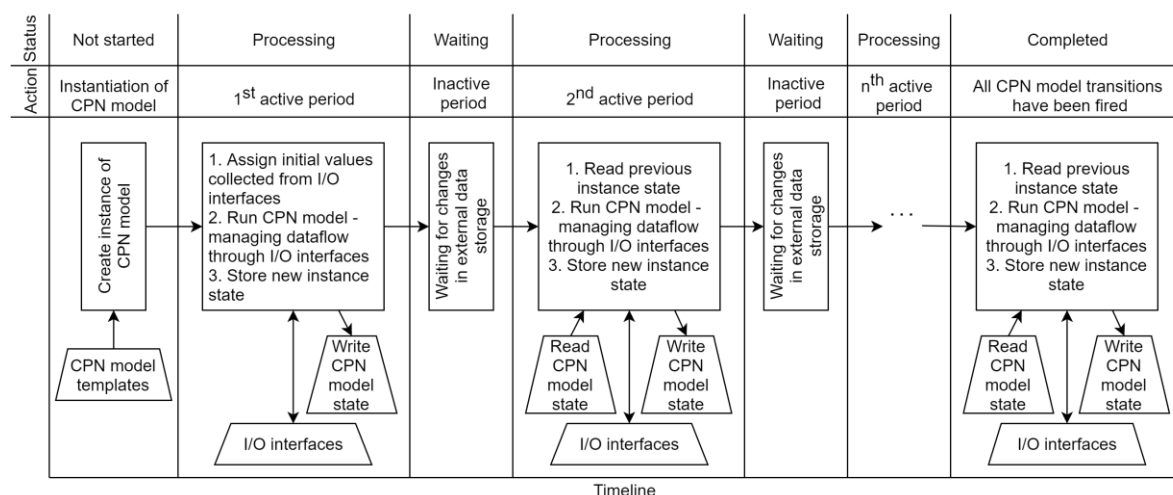 Status
Not started
Processing
Waiting
Processing
Waiting
Processing
Completed
Action
Instantiation of
CPN model
1st active period
Inactive
period
2nd active period
Inactive
period
nth active
period
All CPN model transitions
have been fired
Create instance of
CPN model
1. Assign initial values
collected from I/O
interfaces
2. Run CPN model -
managing dataflow
through I/O interfaces
3. Store new instance
state
Waiting for changes
in external data
storage
1. Read previous
instance state
2. Run CPN model -
managing dataflow
through I/O interfaces
3. Store new instance
state
Waiting for changes
in external data
strorage
. . .
1. Read previous
instance state
2. Run CPN model -
managing dataflow
through I/O interfaces
3. Store new instance
state
CPN model
templates
Write
CPN
model
state
I/O interfaces
Read
CPN
model
state
Write
CPN
model
state
I/O interfaces
Read
CPN
model
state
Write
CPN
model
state
I/O interfaces
Timeline